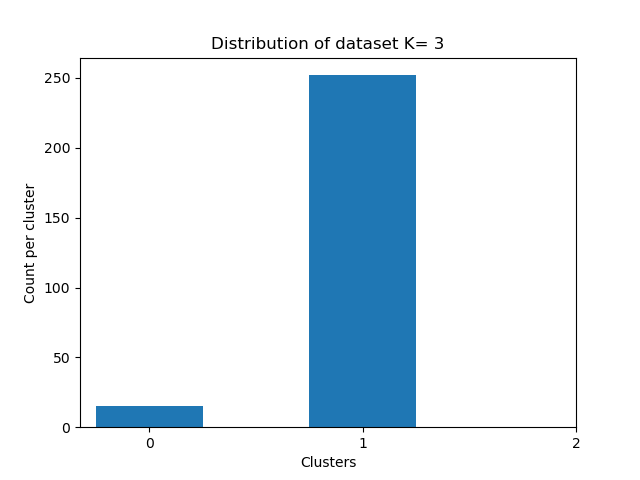 Distribution of dataset K= 3
250
200
150
100
50
0
Count per cluster
0 1 2
Clusters